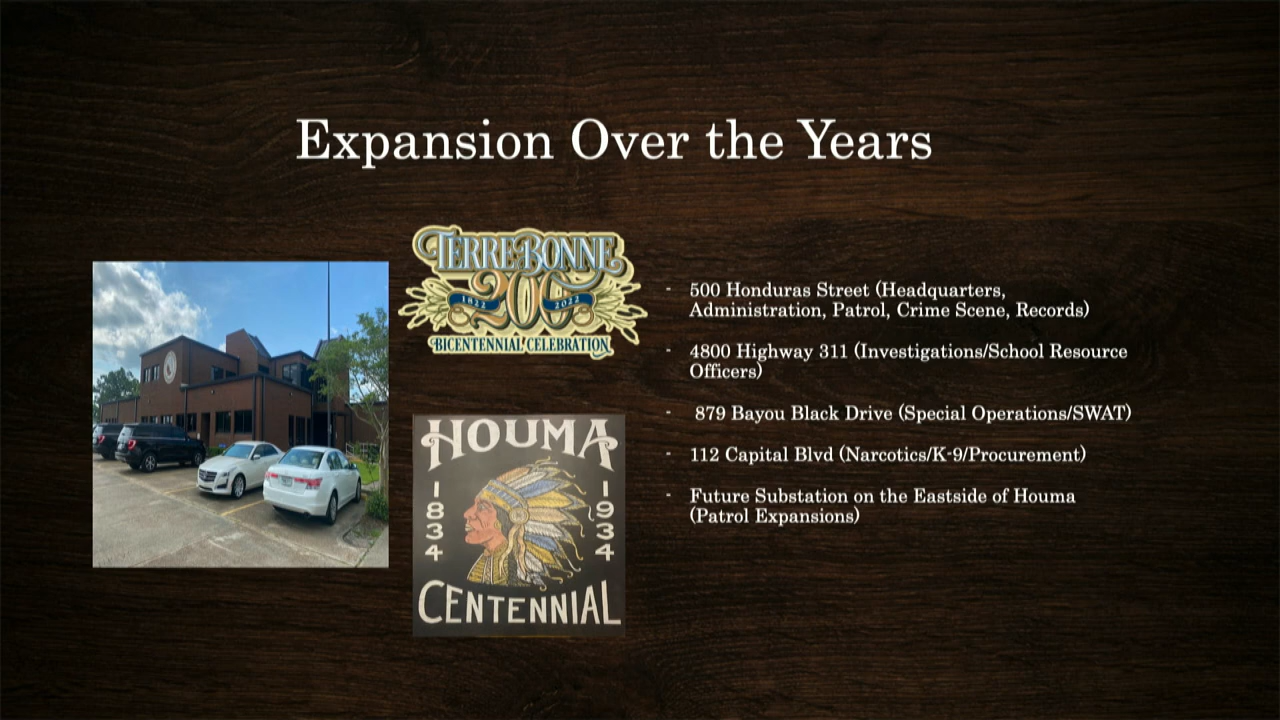 Expansion Over the Years
TERREBONNE
200
1822 2022
BICENTENNIAL CELEBRATION
HOUMA
1834 1934
CENTENNIAL
- 500 Honduras Street (Headquarters,
Administration, Patrol, Crime Scene, Records)
- 4800 Highway 311 (Investigations/School Resource
Officers)
- 879 Bayou Black Drive (Special Operations/SWAT)
- 112 Capital Blvd (Narcotics/K-9/Procurement)
- Future Substation on the Eastside of Houma
(Patrol Expansions)